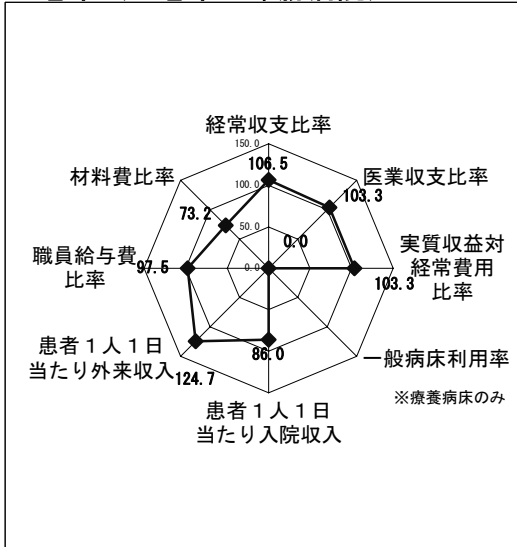 経常収支比率
150.0
106.5
材料費比率
100.0
医業収支比率
103.3
73.2
50.0
0.0
職員給与費
比率
97.5
0.0
実質収益対
経常費用
比率
103.3
患者１人１日
当たり外来収入
124.7
86.0
一般病床利用率
※療養病床のみ
患者１人１日
当たり入院収入